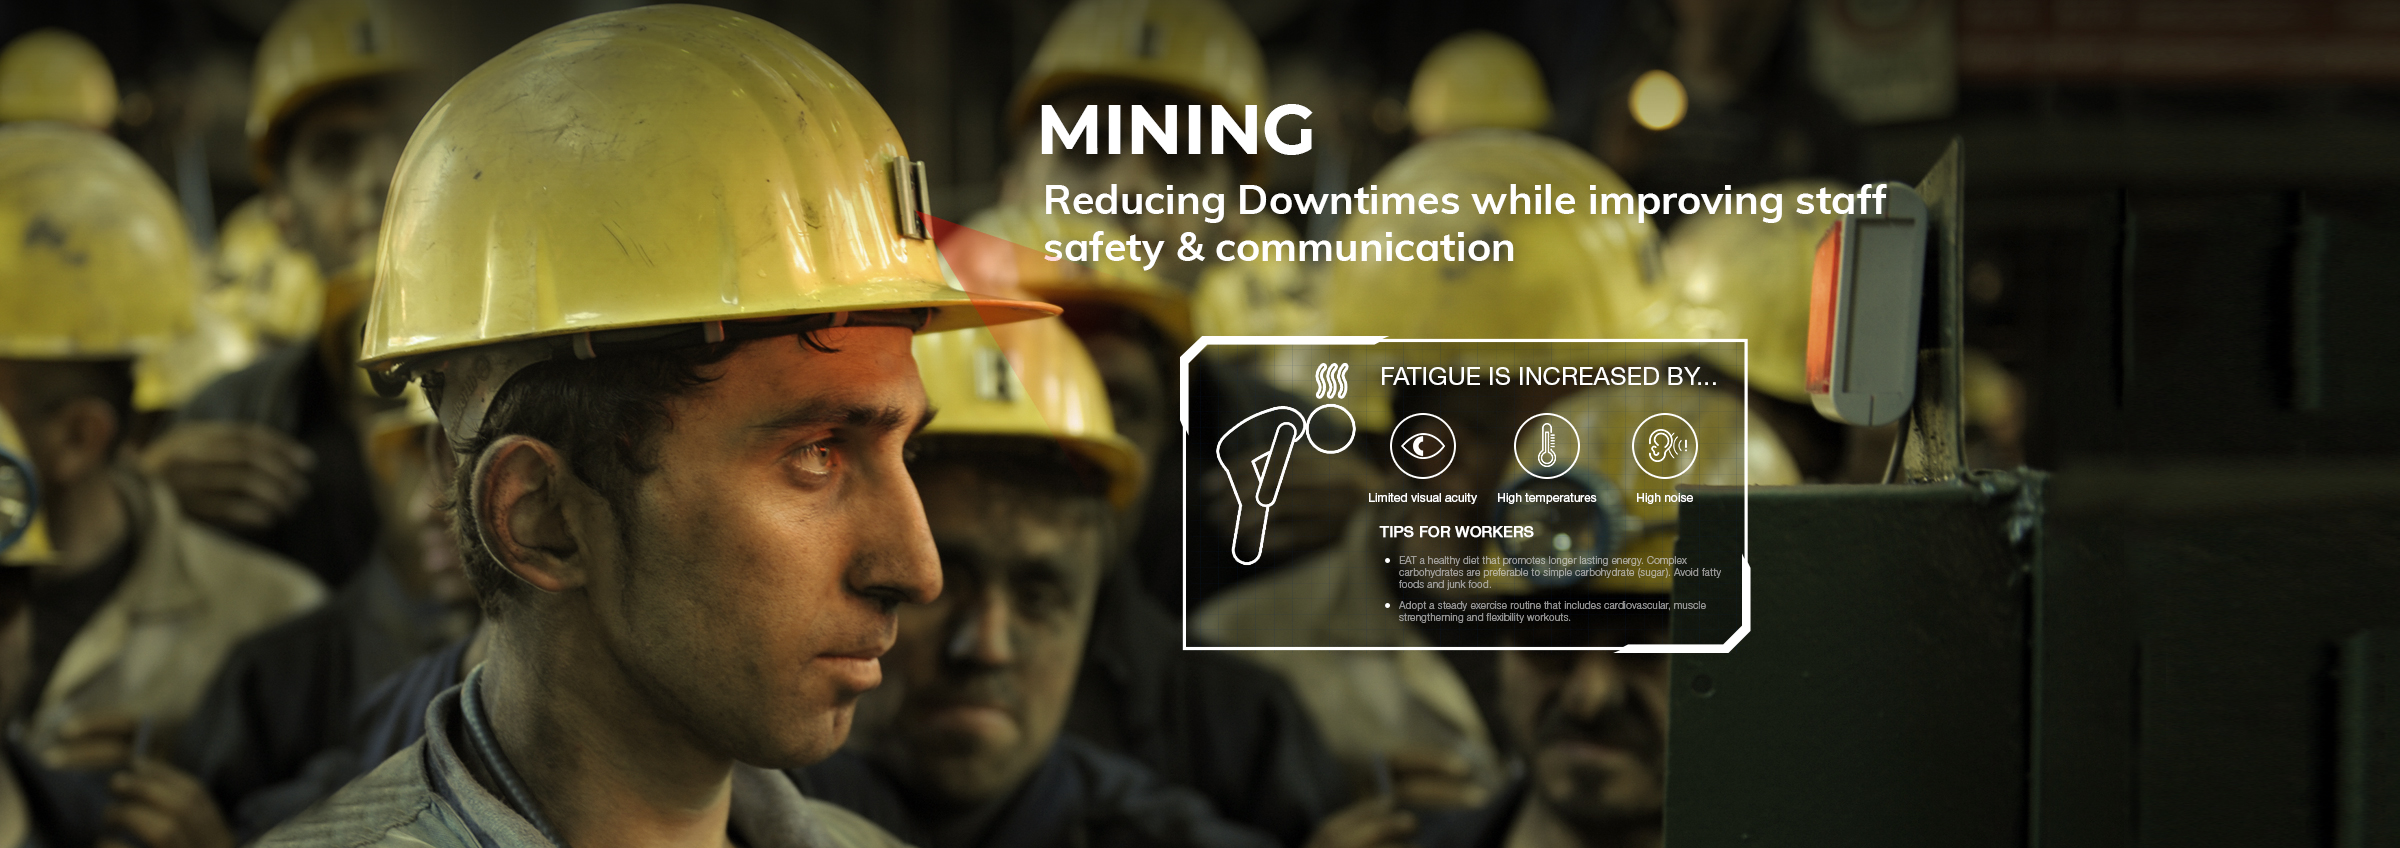 MINING
Reducing Downtimes while improving staff
safety & communication
FATIGUE IS INCREASED BY...
Limited visual acuity High temperatures High noise
TIPS FOR WORKERS
EAT a healthy diet that promotes longer lasting energy. Complex
carbohydrates are preferable to simple carbohydrate (sugar). Avoid fatty
foods and junk food.
Adopt a steady exercise routine that includes cardiovascular, muscle
strengtherning and flexibility workouts.